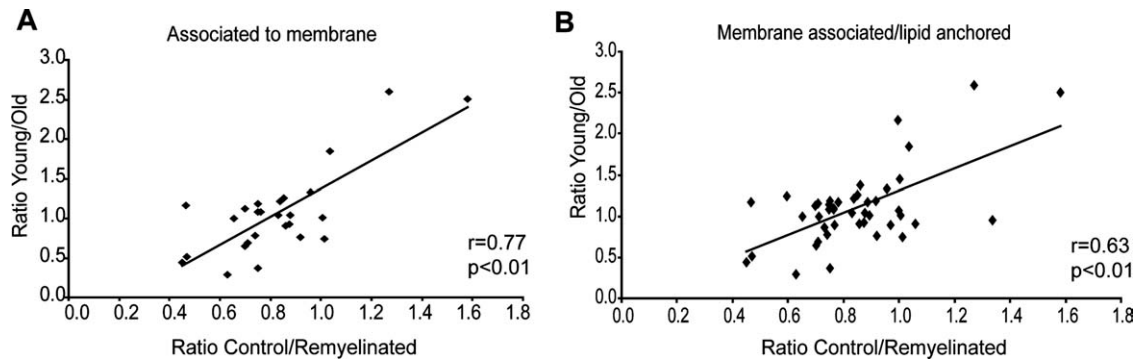 A
Associated to membrane
Ratio Young/Old
3.0
2.5
2.0
1.5
1.0
0.5
0.0
r=0.77
p<0.01
0 0.2 0.4 0.6 0.8 1.0 1.2 1.4 1.6 1.8
Ratio Control/Remyelinated
B
Membrane associated/lipid anchored
Ratio Young/Old
3.0
2.5
2.0
1.5
1.0
0.5
0.0
r=0.63
p<0.01
0.0 0.2 0.4 0.6 0.8 1.0 1.2 1.4 1.6 1.8
Ratio Control/Remyelinated